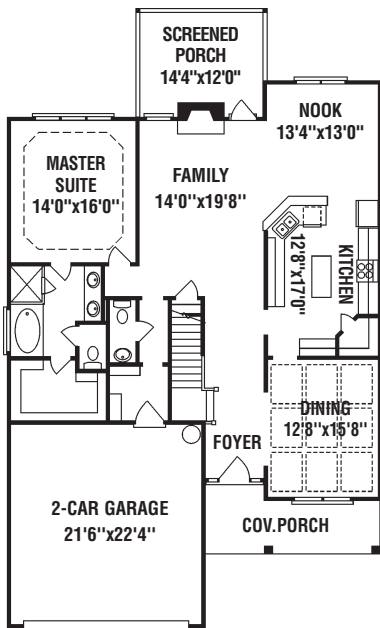 SCREENED
PORCH
14'4"x12'0"
NOOK
13'4"x13'0"
MASTER
SUITE
14'0"x16'0"
FAMILY
14'0"x19'8"
KITCHEN
12'8"x17'0"
DINING
12'8"x15'8"
FOYER
2-CAR GARAGE
21'6"x22'4"
COV.PORCH